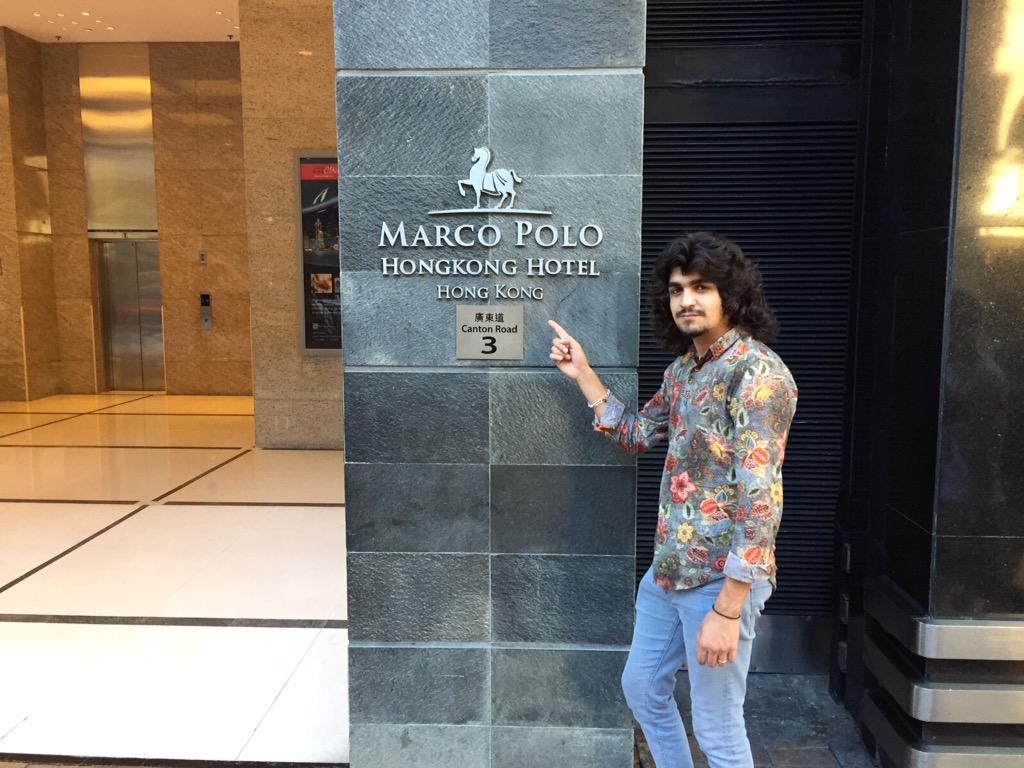 MARCO POLO
HONGKONG HOTEL
HONG KONG
廣東道
Canton Road
3